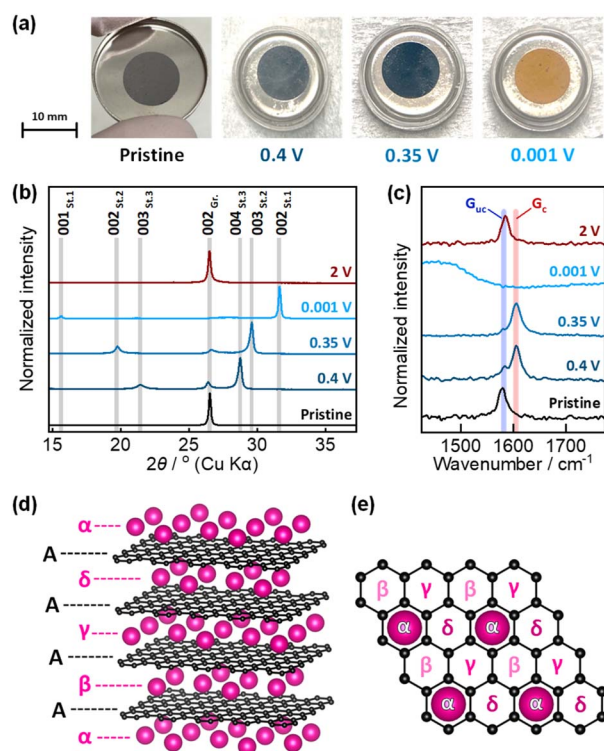 (a)
10 mm
Pristine
0.4 V
0.35 V
0.001 V
(b)
001 St.1
002 St.2
003 St.3
002 Gr.
004 St.3
003 St.2
002 St.1
2 V
0.001 V
0.35 V
0.4 V
Pristine
Normalized intensity
15 20 25 30 35
2θ / ° (Cu Kα)
(c)
Guc
Gc
2 V
0.001 V
0.35 V
0.4 V
Pristine
Normalized intensity
1500 1600 1700
Wavenumber / cm-1
(d)
α
A
δ
A
γ
A
β
A
α
(e)
β γ β γ
α δ α δ
β γ β γ
α δ α δ